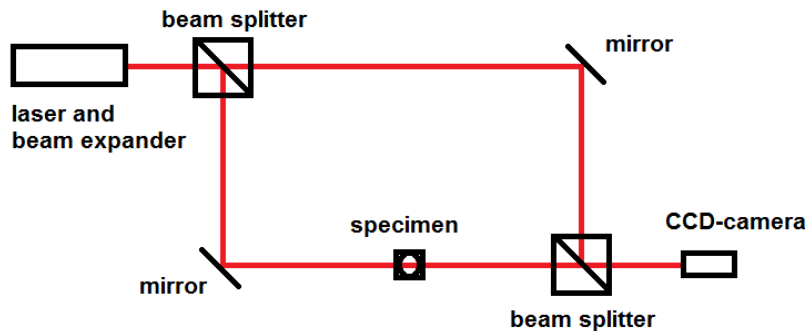 beam splitter
mirror
laser and
beam expander
specimen
CCD-camera
mirror
beam splitter